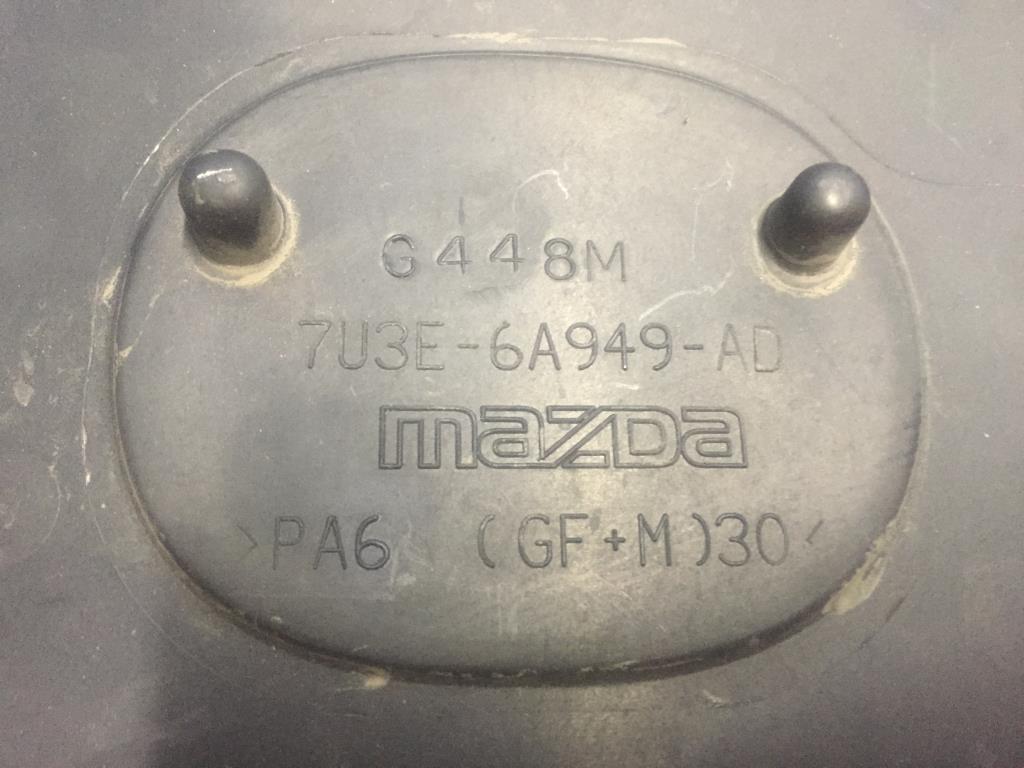 G448M
7U3E-6A949-AD
mazDa
>PA6 (GF+M)30<